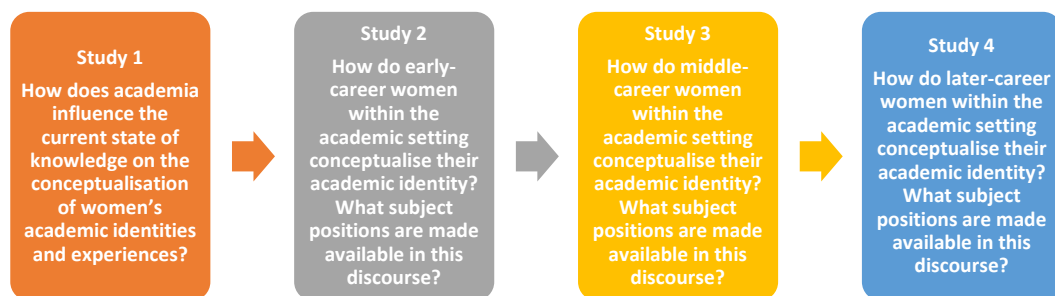 Study 1
How does academia
influence the
current state of
knowledge on the
conceptualisation
of women's
academic identities
and experiences?
Study 2
How do early-
career women
within the
academic setting
conceptualise their
academic identity?
What subject
positions are made
available in this
discourse?
Study 3
How do middle-
career women
within the
academic setting
conceptualise their
academic identity?
What subject
positions are made
available in this
discourse?
Study 4
How do later-career
women within the
academic setting
conceptualise their
academic identity?
What subject
positions are made
available in this
discourse?